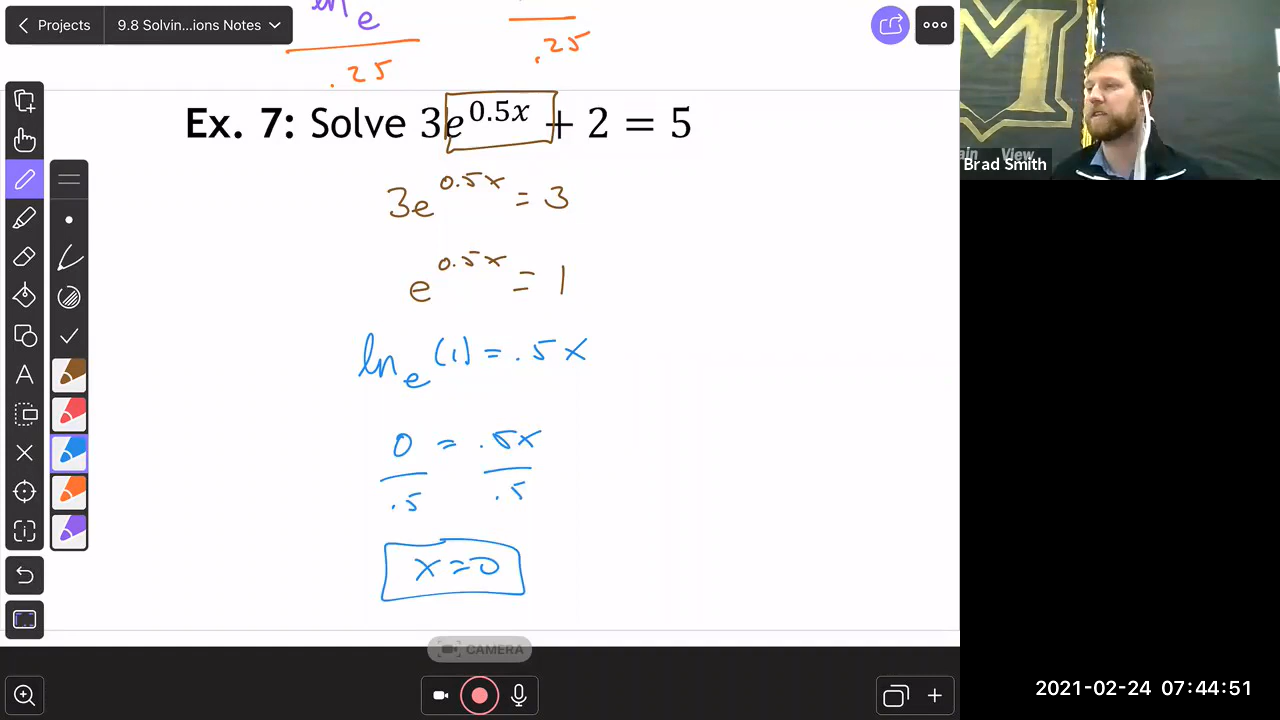 Projects
9.8 Solvin...ions Notes
ln e
.25
.25
Ex. 7: Solve 3e^0.5x + 2 = 5
3e^0.5x = 3
e^0.5x = 1
ln e (1) = .5x
0 = .5x
.5 .5
x=0
CAMERA
M
ain View
Brad Smith
2021-02-24 07:44:51